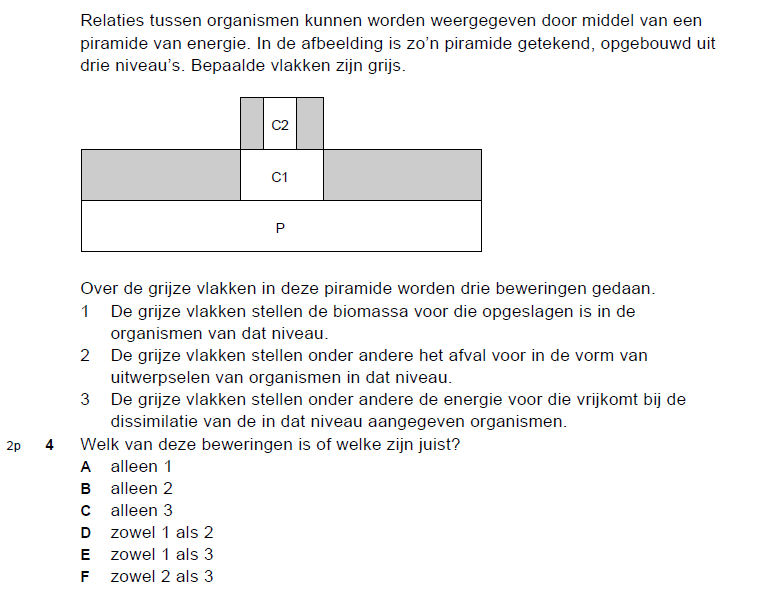 Relaties tussen organismen kunnen worden weergegeven door middel van een
piramide van energie. In de afbeelding is zo'n piramide getekend, opgebouwd uit
drie niveau's. Bepaalde vlakken zijn grijs.
C2
C1
P
Over de grijze vlakken in deze piramide worden drie beweringen gedaan.
1 De grijze vlakken stellen de biomassa voor die opgeslagen is in de
organismen van dat niveau.
2 De grijze vlakken stellen onder andere het afval voor in de vorm van
uitwerpselen van organismen in dat niveau.
3 De grijze vlakken stellen onder andere de energie voor die vrijkomt bij de
dissimilatie van de in dat niveau aangegeven organismen.
2p 4 Welk van deze beweringen is of welke zijn juist?
A alleen 1
B alleen 2
C alleen 3
D zowel 1 als 2
E zowel 1 als 3
F zowel 2 als 3